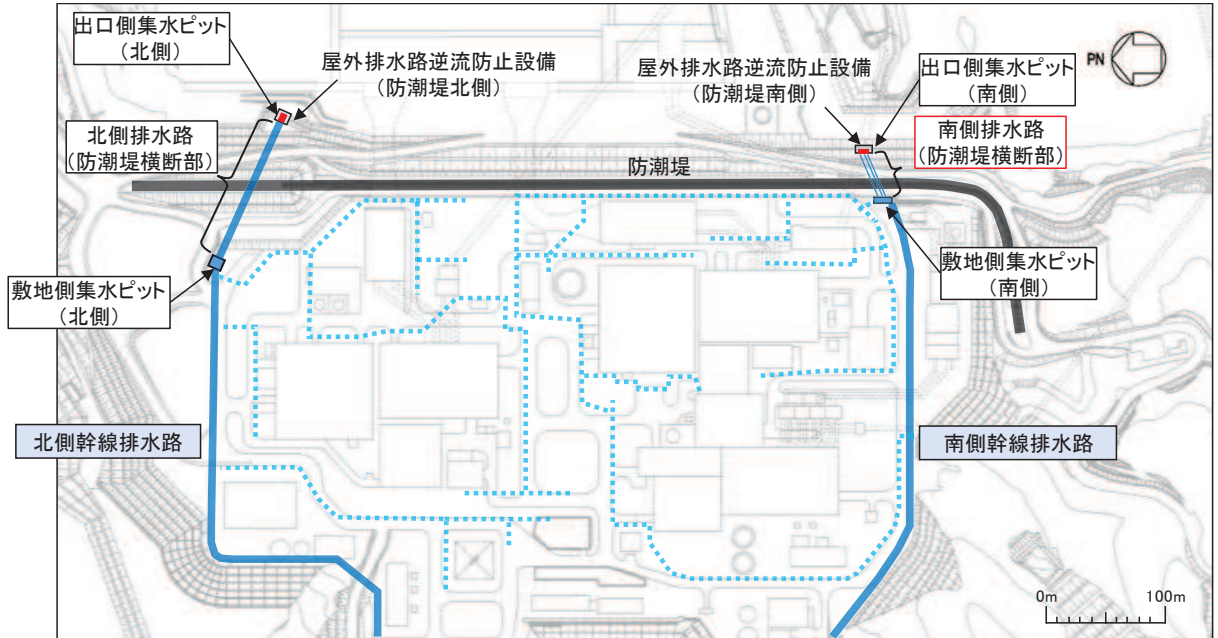 出口側集水ピット
(北側)
屋外排水路逆流防止設備
(防潮堤北側)
屋外排水路逆流防止設備
(防潮堤南側)
出口側集水ピット
(南側)
PN
北側排水路
(防潮堤横断部)
南側排水路
(防潮堤横断部)
防潮堤
敷地側集水ピット
(北側)
敷地側集水ピット
(南側)
北側幹線排水路
南側幹線排水路
0m
100m